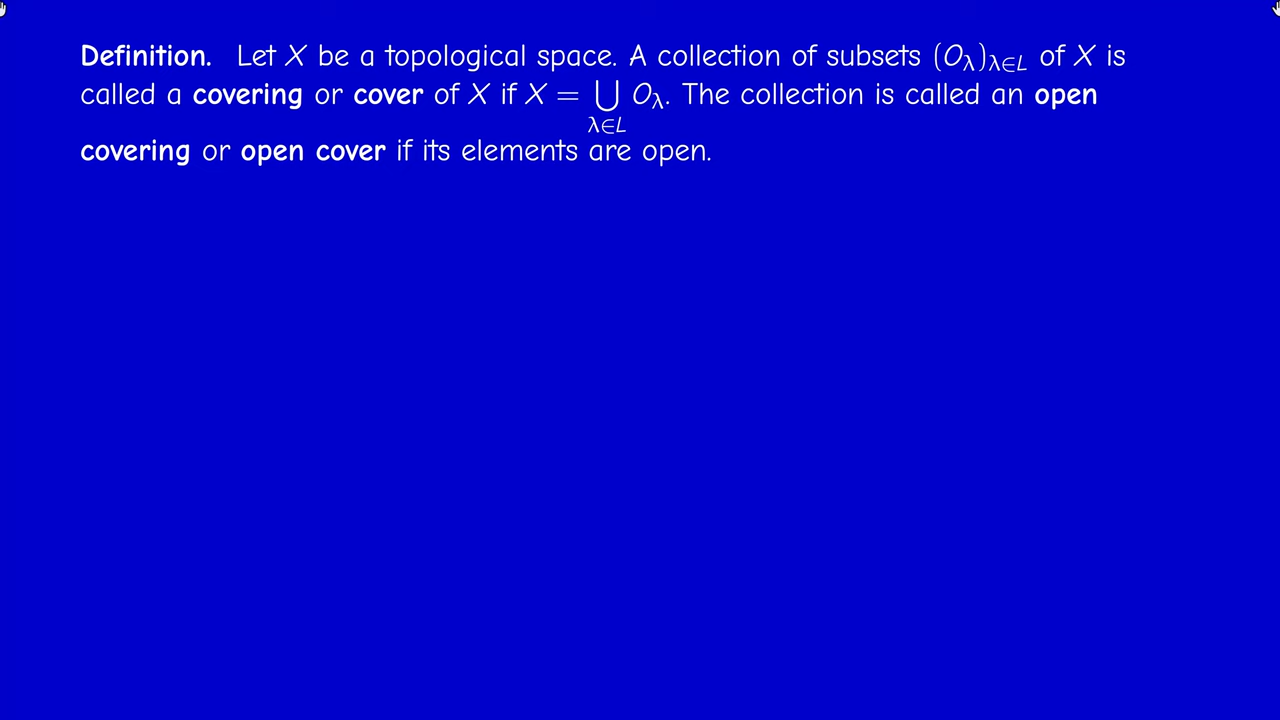 Definition. Let X be a topological space. A collection of subsets (O_λ)_{λ∈L} of X is
called a covering or cover of X if X = ⋃_{λ∈L} O_λ. The collection is called an open
covering or open cover if its elements are open.